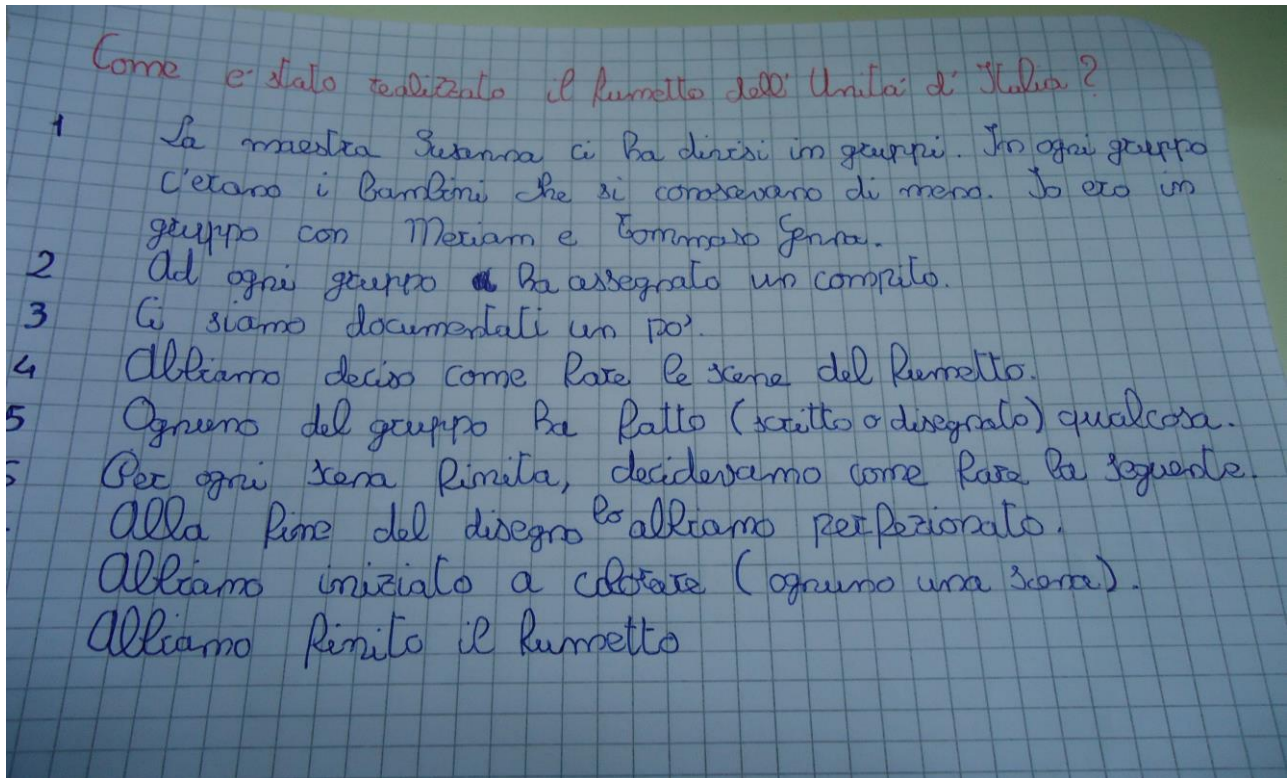 Come e' stato realizzato il fumetto dell' Unita' d' Italia?
1 La maestra Susanna ci ha divisi in gruppi. In ogni gruppo
c'erano i bambini che si conoscevano di meno. Io ero in
gruppo con Meriam e Tommaso
2 Ad ogni gruppo ha assegnato un compito.
3 Ci siamo documentati un po'.
4 Abbiamo deciso come fare le scene del fumetto.
5 Ognuno del gruppo ha fatto (scritto o disegnato) qualcosa.
Per ogni scena finita, decidevamo come fare la seguente.
Alla fine del disegno lo abbiamo perfezionato.
Abbiamo iniziato a colorare (ognuno una scena).
Abbiamo finito il fumetto